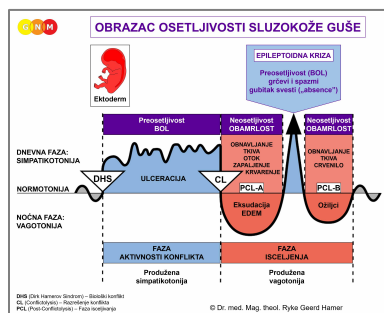 GNM
OBRAZAC OSETLJIVOSTI SLUZOKOŽE GUŠE
Ektoderm
EPILEPTOIDNA KRIZA
Preosetljivost (BOL)
grčevi i spazmi
gubitak svesti („absence")
Preosetljivost
BOL
Neosetljivost
OBAMRLOST
Neosetljivost
OBAMRLOST
DNEVNA FAZA:
SIMPATIKOTONIJA
OBNAVLJANJE
TKIVA
OTOK
ZAPALJENJE
KRVARENJE
OBNAVLJANJE
TKIVA
CRVENILO
DHS
ULCERACIJA
CL
PCL-A
PCL-B
NORMOTONIJA
Eksudacija
EDEM
Ožiljci
NOĆNA FAZA:
VAGOTONIJA
FAZA
AKTIVNOSTI KONFLIKTA
FAZA
ISCELJENJA
Produžena
simpatikotonija
Produžena
vagotonija
DHS (Dirk Hamerov Sindrom) – Biološki konflikt
CL (Conflictolysis) – Razrešenje konflikta
PCL (Post-Conflictolysis) – Faza isceljivanja
© Dr. med. Mag. theol. Ryke Geerd Hamer